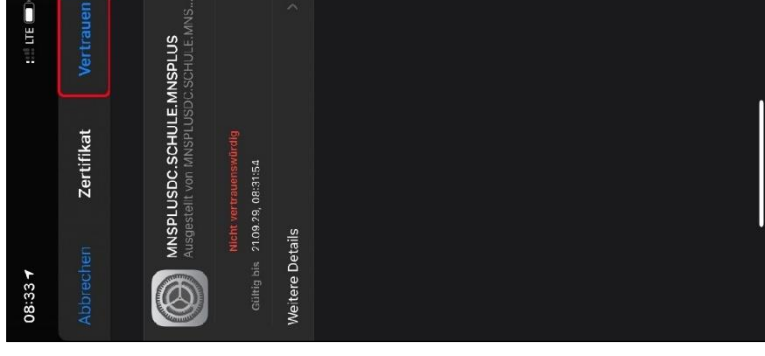 08:33 LTE
Abbrechen Zertifikat Vertrauen
MNSPLUSDC.SCHULE.MNSPLUS
Ausgestellt von MNSPLUSDC.SCHULE.MNS...
Nicht vertrauenswürdig
Gültig bis 21.09.29, 08:31:54
Weitere Details